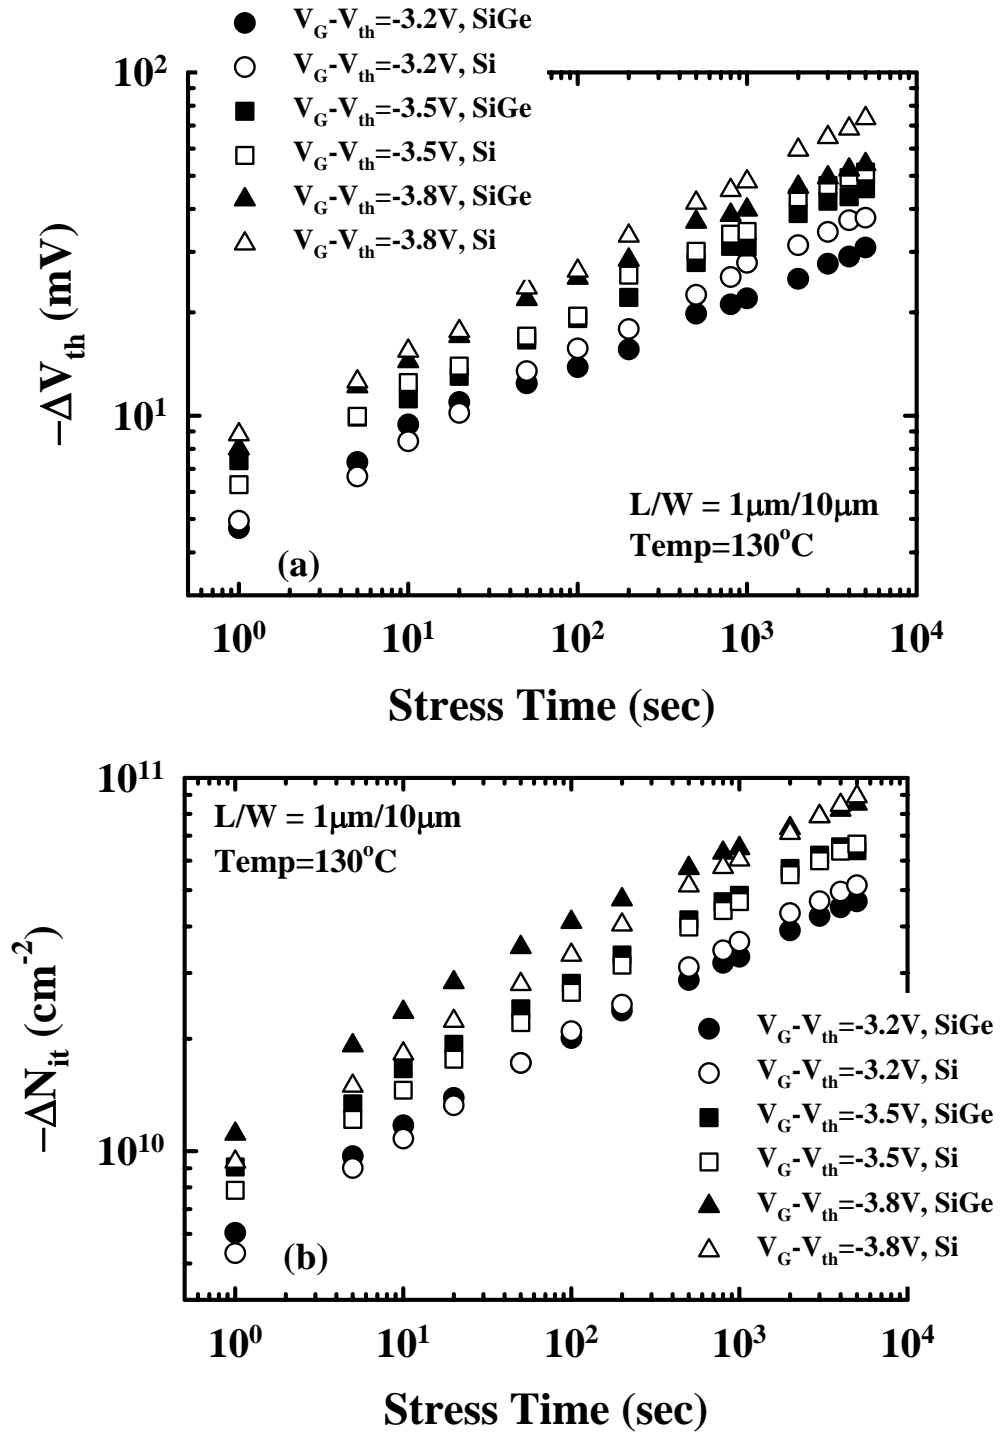 V_G-V_th=-3.2V, SiGe
V_G-V_th=-3.2V, Si
V_G-V_th=-3.5V, SiGe
V_G-V_th=-3.5V, Si
V_G-V_th=-3.8V, SiGe
V_G-V_th=-3.8V, Si
10^2
10^1
−ΔV_th (mV)
L/W = 1μm/10μm
Temp=130°C
(a)
10^0 10^1 10^2 10^3 10^4
Stress Time (sec)
10^11
10^10
−ΔN_it (cm^-2)
L/W = 1μm/10μm
Temp=130°C
V_G-V_th=-3.2V, SiGe
V_G-V_th=-3.2V, Si
V_G-V_th=-3.5V, SiGe
V_G-V_th=-3.5V, Si
V_G-V_th=-3.8V, SiGe
V_G-V_th=-3.8V, Si
(b)
10^0 10^1 10^2 10^3 10^4
Stress Time (sec)